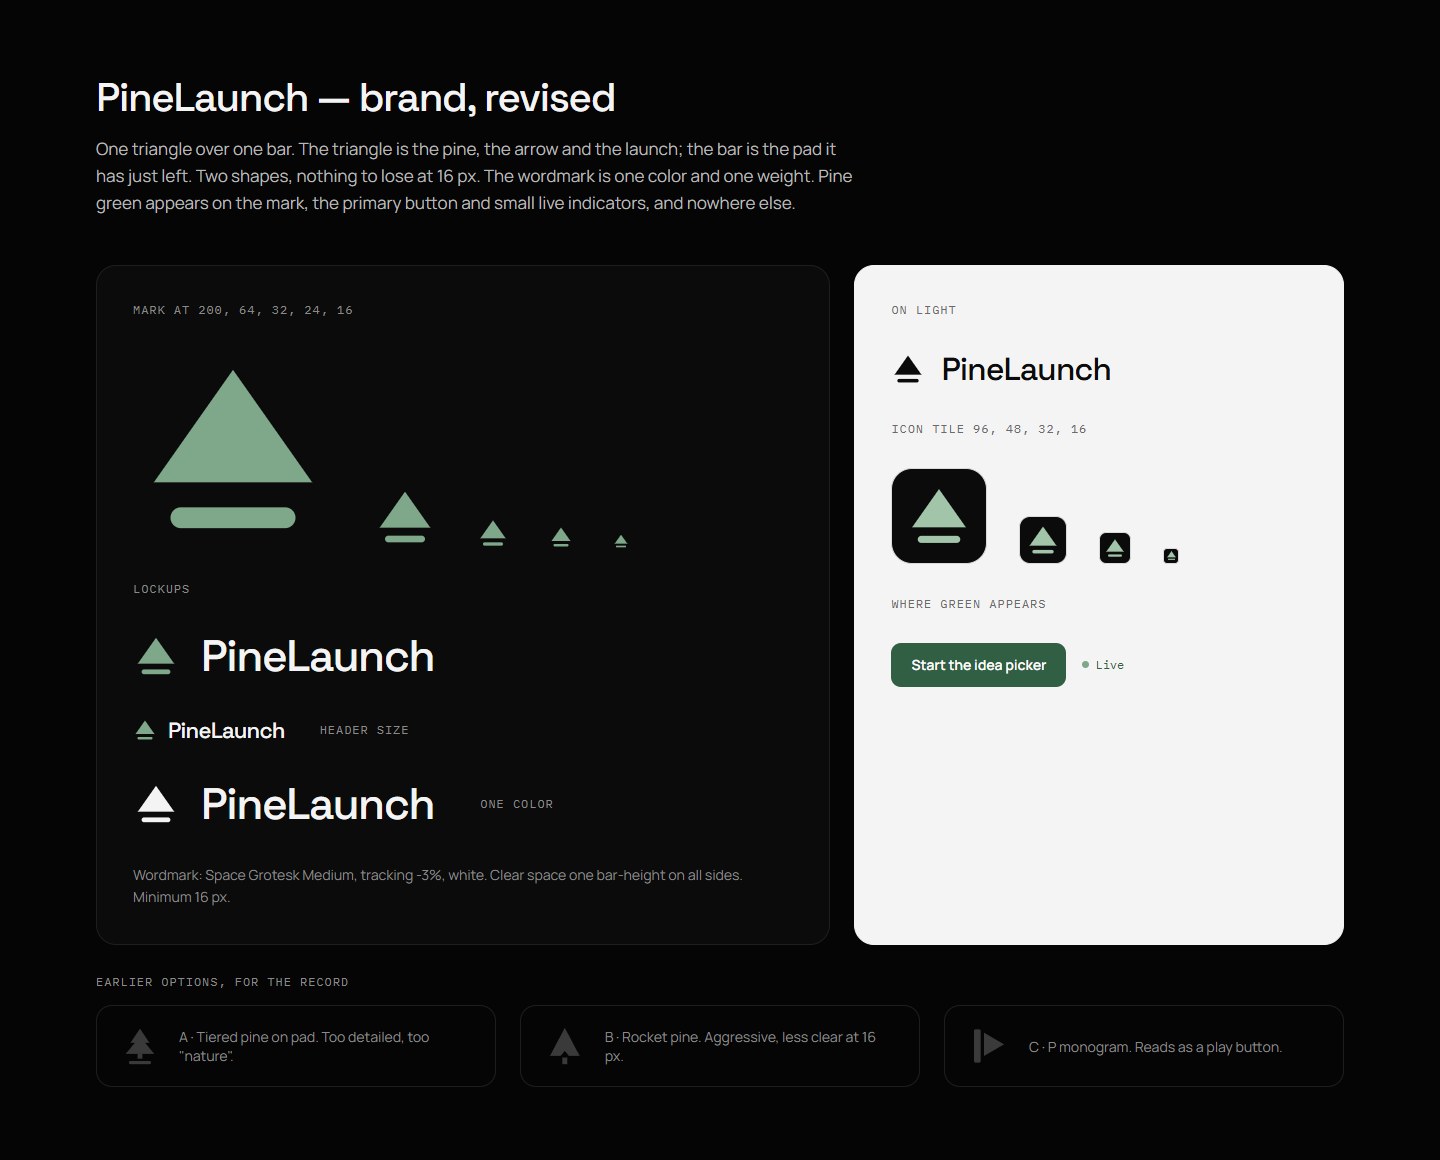 PineLaunch — brand, revised
One triangle over one bar. The triangle is the pine, the arrow and the launch; the bar is the pad it
has just left. Two shapes, nothing to lose at 16 px. The wordmark is one color and one weight. Pine
green appears on the mark, the primary button and small live indicators, and nowhere else.
MARK AT 200, 64, 32, 24, 16
LOCKUPS
PineLaunch
PineLaunch
HEADER SIZE
PineLaunch
ONE COLOR
Wordmark: Space Grotesk Medium, tracking -3%, white. Clear space one bar-height on all sides.
Minimum 16 px.
ON LIGHT
PineLaunch
ICON TILE 96, 48, 32, 16
WHERE GREEN APPEARS
Start the idea picker
Live
EARLIER OPTIONS, FOR THE RECORD
A · Tiered pine on pad. Too detailed, too
"nature".
B · Rocket pine. Aggressive, less clear at 16
px.
C · P monogram. Reads as a play button.